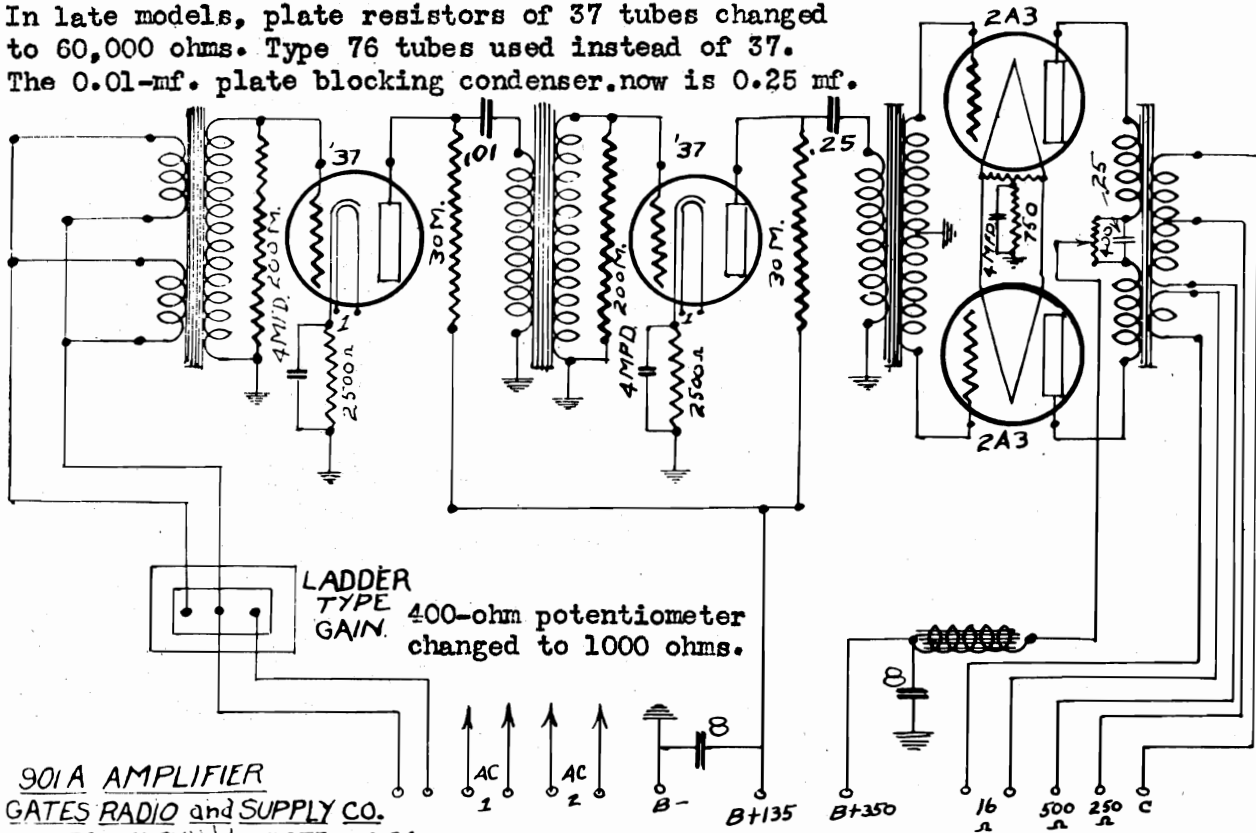 In late models, plate resistors of 37 tubes changed
to 60,000 ohms. Type 76 tubes used instead of 37.
The 0.01-mf. plate blocking condenser.now is 0.25 mf.
2A3
'37
.01
'37
.25
200M.
30M.
200M.
30M.
4MFD.
750
400
.25
4MFD.
1
2500Ω
4MFD.
1
2500Ω
2A3
LADDER
TYPE
GAIN.
400-ohm potentiometer
changed to 1000 ohms.
8
8
AC
1
AC
2
B-
B+135
B+350
16
Ω
500
Ω
250
Ω
C
901A AMPLIFIER
GATES RADIO and SUPPLY CO.